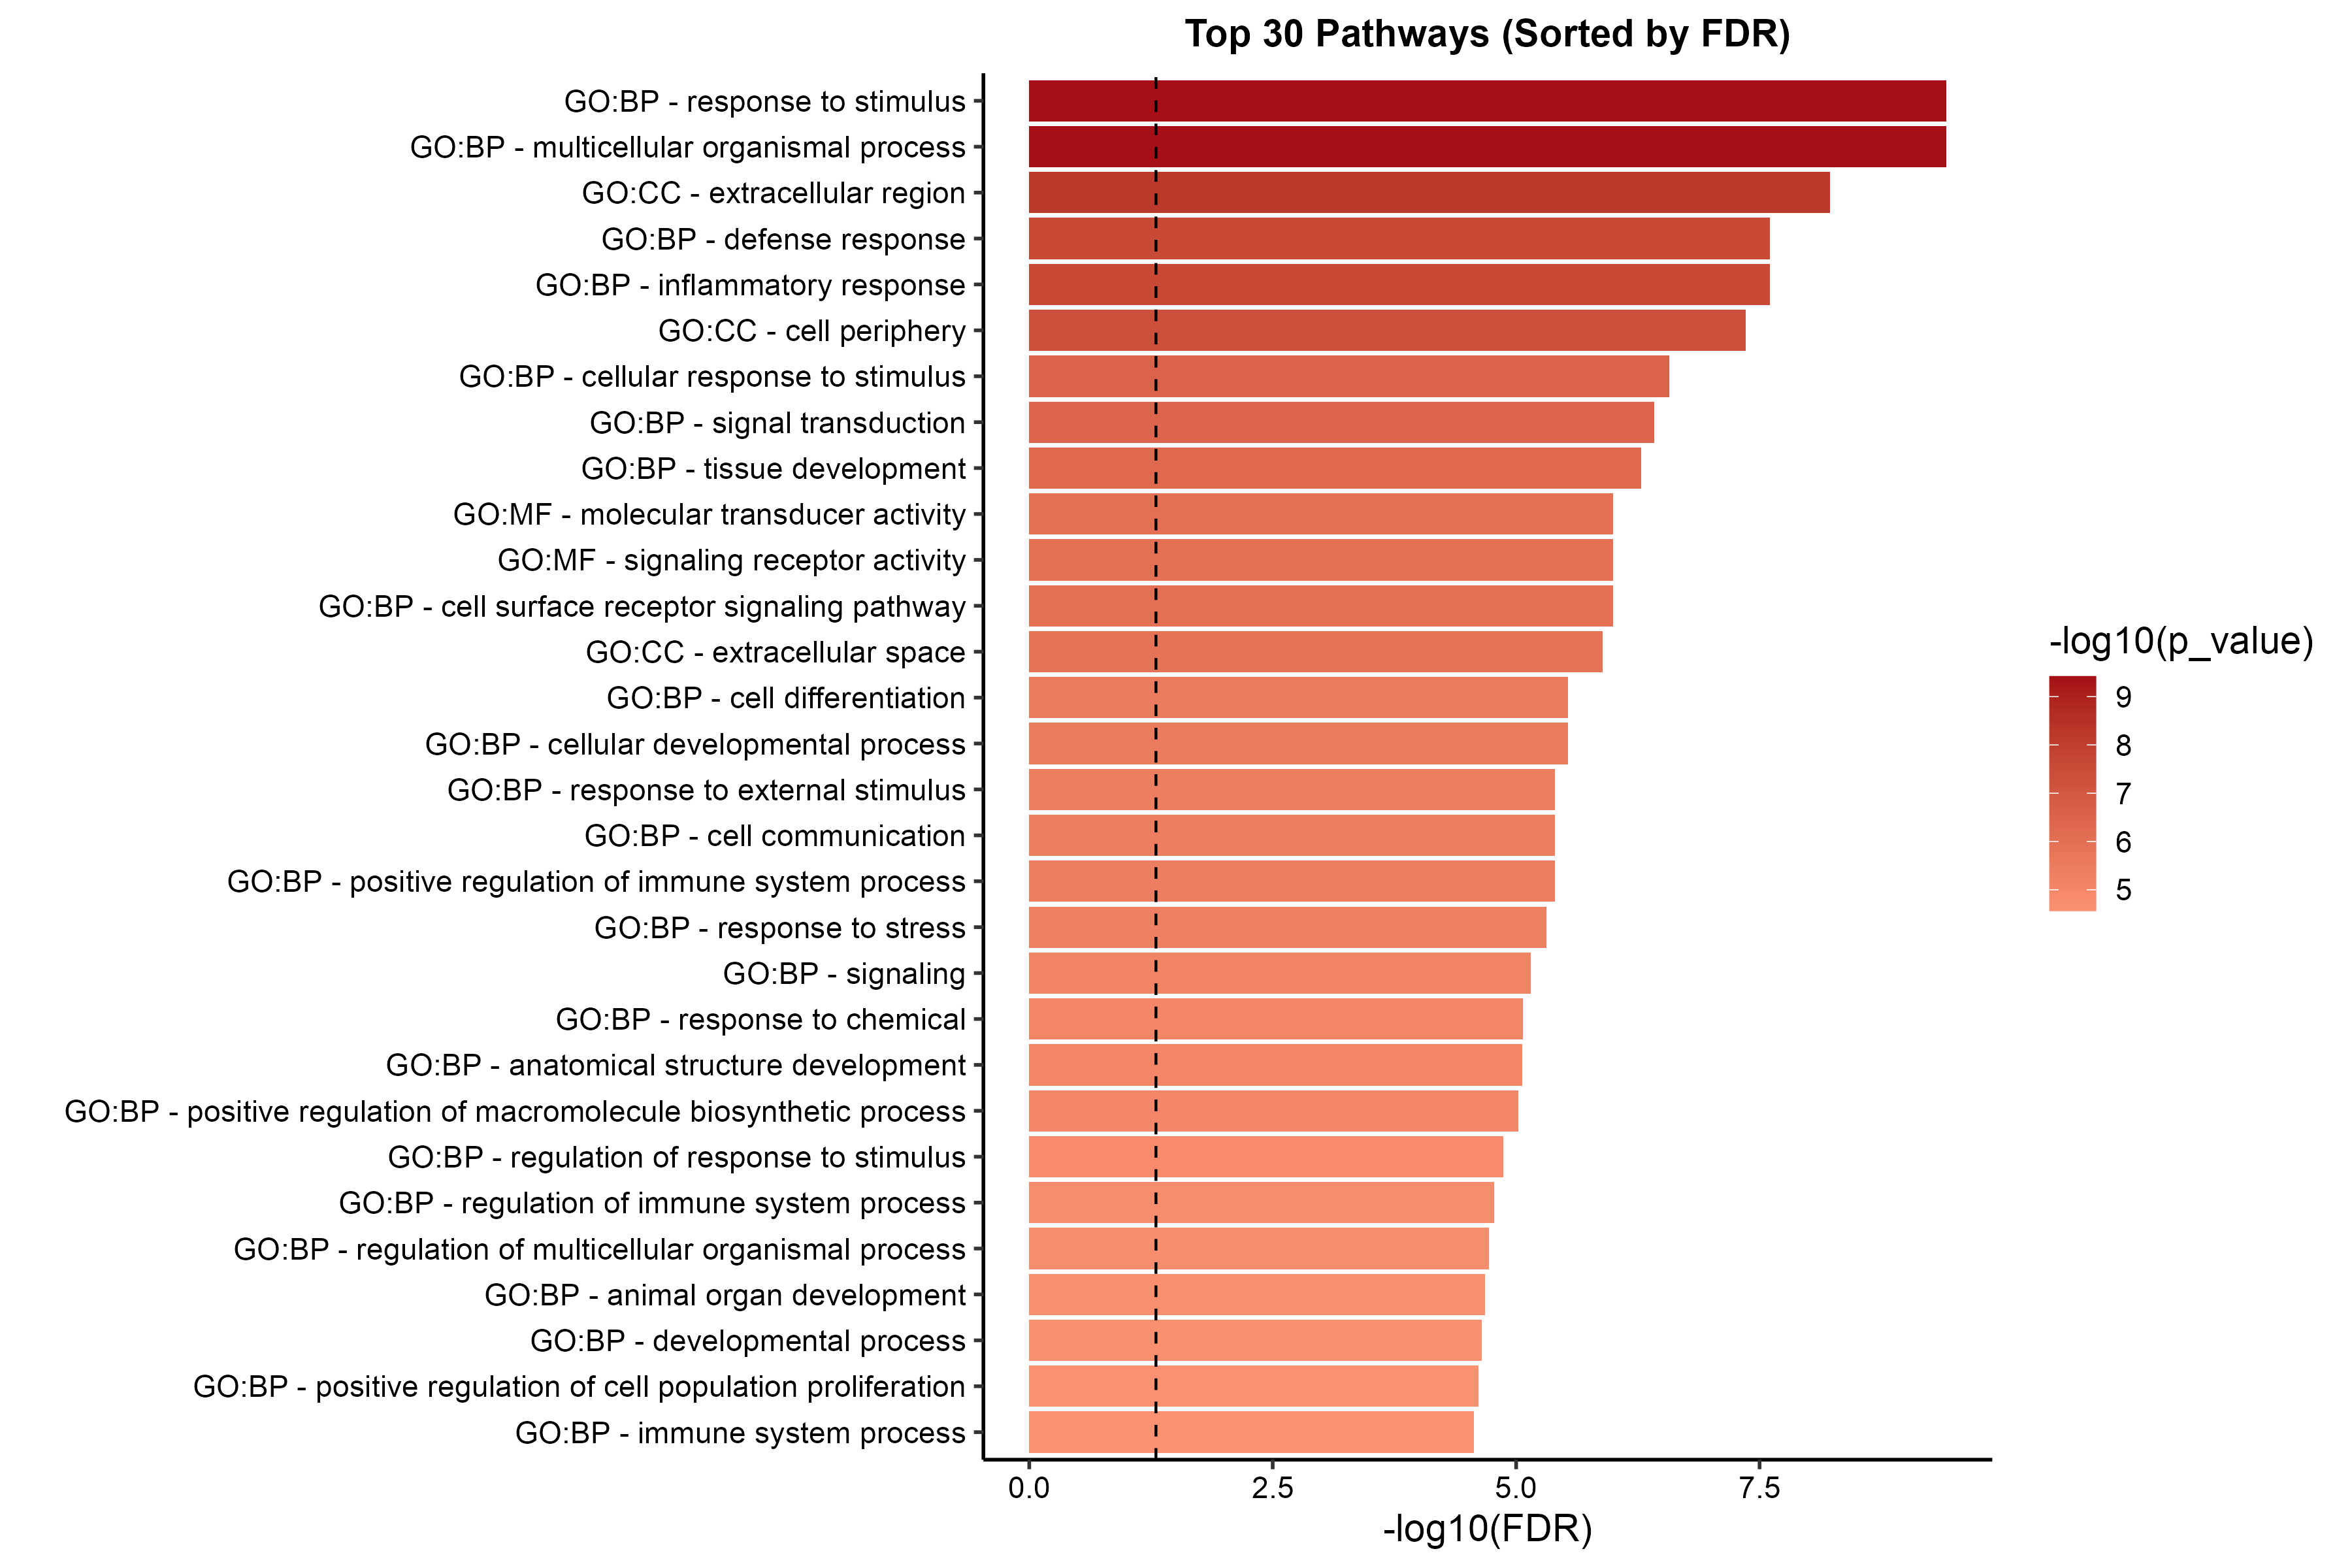 Top 30 Pathways (Sorted by FDR)
GO:BP - response to stimulus
GO:BP - multicellular organismal process
GO:CC - extracellular region
GO:BP - defense response
GO:BP - inflammatory response
GO:CC - cell periphery
GO:BP - cellular response to stimulus
GO:BP - signal transduction
GO:BP - tissue development
GO:MF - molecular transducer activity
GO:MF - signaling receptor activity
GO:BP - cell surface receptor signaling pathway
GO:CC - extracellular space
GO:BP - cell differentiation
GO:BP - cellular developmental process
GO:BP - response to external stimulus
GO:BP - cell communication
GO:BP - positive regulation of immune system process
GO:BP - response to stress
GO:BP - signaling
GO:BP - response to chemical
GO:BP - anatomical structure development
GO:BP - positive regulation of macromolecule biosynthetic process
GO:BP - regulation of response to stimulus
GO:BP - regulation of immune system process
GO:BP - regulation of multicellular organismal process
GO:BP - animal organ development
GO:BP - developmental process
GO:BP - positive regulation of cell population proliferation
GO:BP - immune system process
0.0 2.5 5.0 7.5
-log10(FDR)
-log10(p_value)
9
8
7
6
5